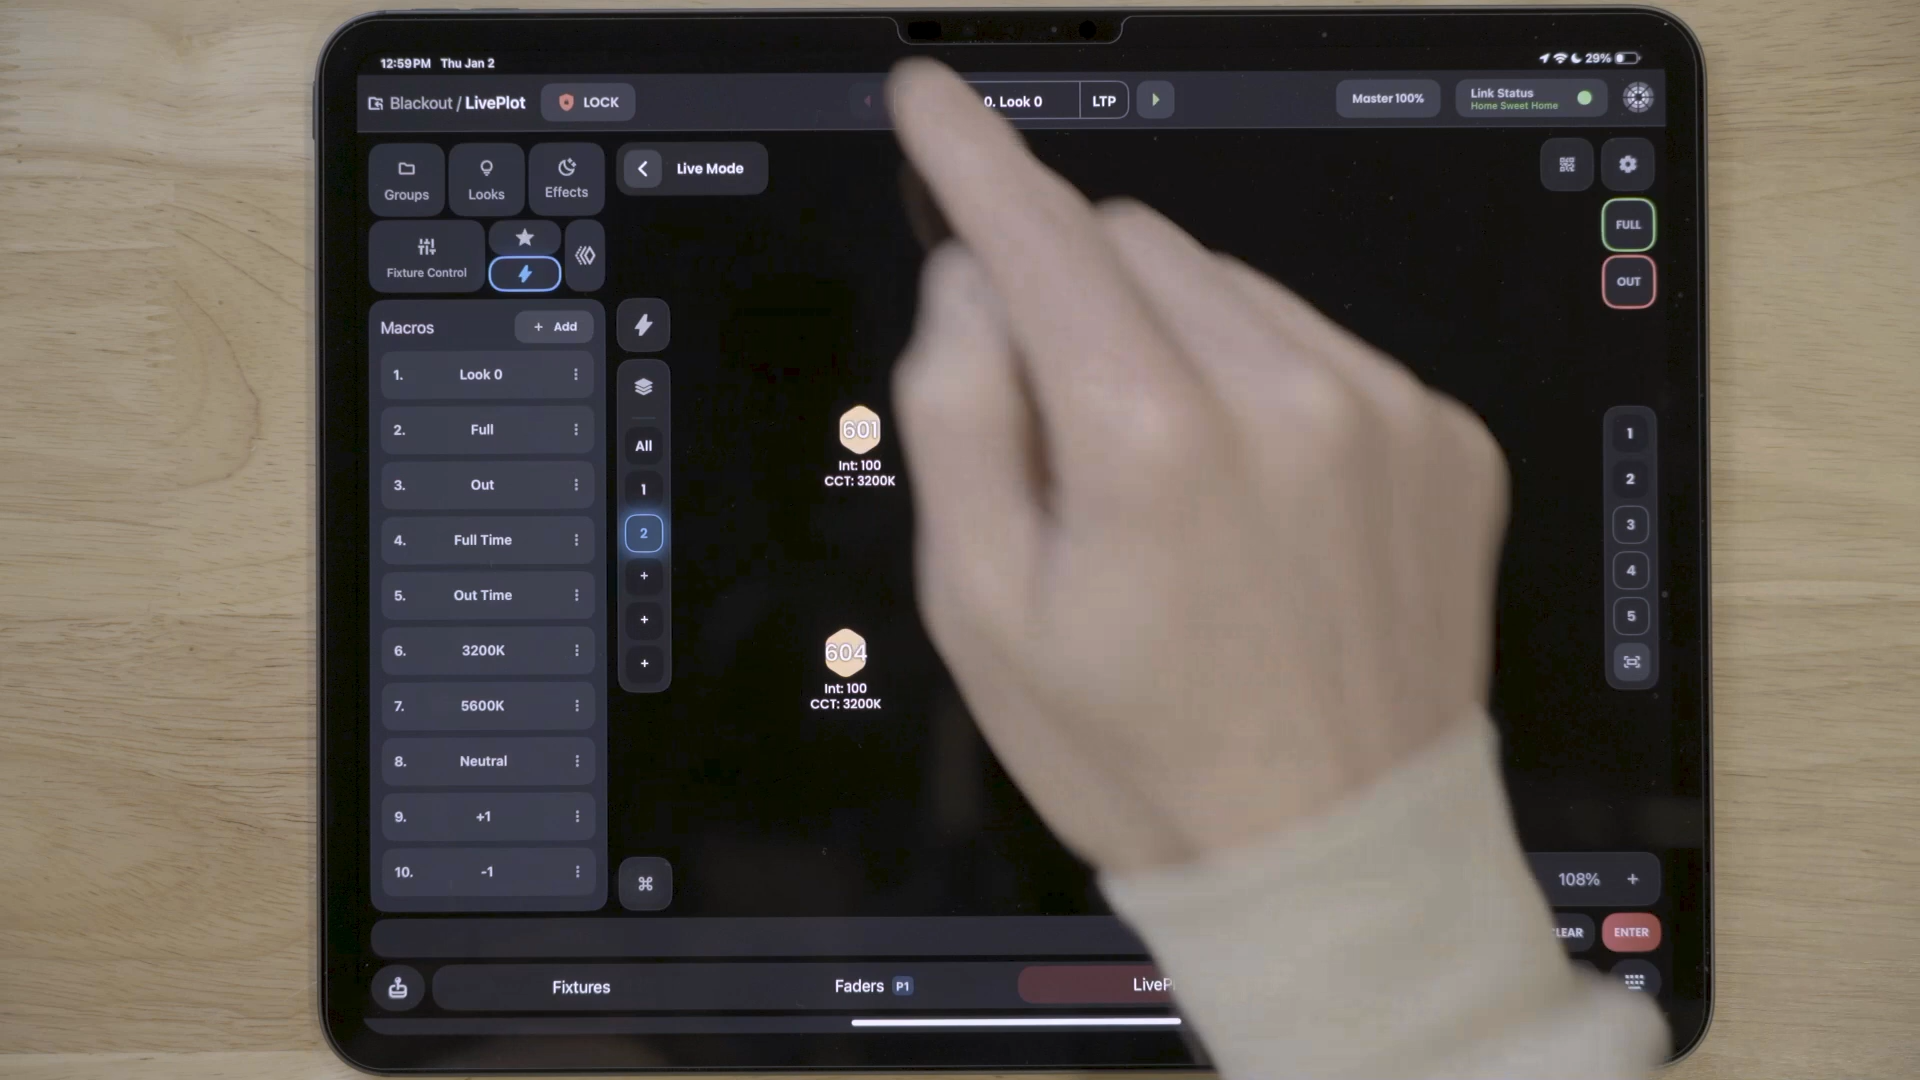 12:59PM Thu Jan 2
29%
Blackout / LivePlot
LOCK
0. Look 0
LTP
Master 100%
Link Status
Home Sweet Home
Groups
Looks
Effects
Live Mode
Fixture Control
FULL
OUT
Macros
+ Add
1. Look 0
2. Full
3. Out
4. Full Time
5. Out Time
6. 3200K
7. 5600K
8. Neutral
9. +1
10. -1
All
1
2
+
+
+
601
Int: 100
CCT: 3200K
604
Int: 100
CCT: 3200K
1
2
3
4
5
108% +
LEAR
ENTER
Fixtures
Faders P1
LiveP